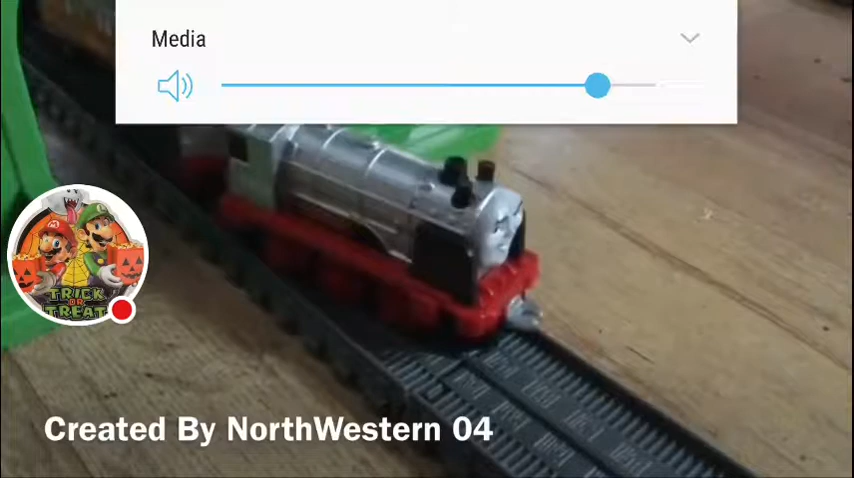 Media
TRICK
OR
TREAT
Created By NorthWestern 04